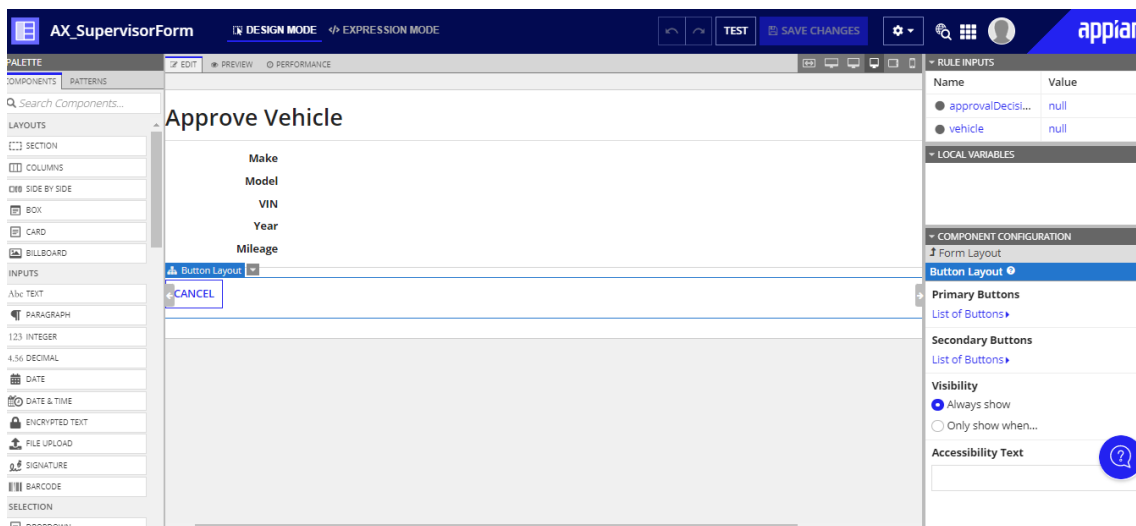 AX_SupervisorForm
DESIGN MODE
</> EXPRESSION MODE
TEST
SAVE CHANGES
appian
PALETTE
COMPONENTS
PATTERNS
Search Components...
LAYOUTS
SECTION
COLUMNS
SIDE BY SIDE
BOX
CARD
BILLBOARD
INPUTS
Abc TEXT
PARAGRAPH
123 INTEGER
4.56 DECIMAL
DATE
DATE & TIME
ENCRYPTED TEXT
FILE UPLOAD
SIGNATURE
BARCODE
SELECTION
EDIT
PREVIEW
PERFORMANCE
Approve Vehicle
Make
Model
VIN
Year
Mileage
Button Layout
CANCEL
RULE INPUTS
Name Value
approvalDecisi... null
vehicle null
LOCAL VARIABLES
COMPONENT CONFIGURATION
Form Layout
Button Layout ?
Primary Buttons
List of Buttons
Secondary Buttons
List of Buttons
Visibility
Always show
Only show when...
Accessibility Text
?